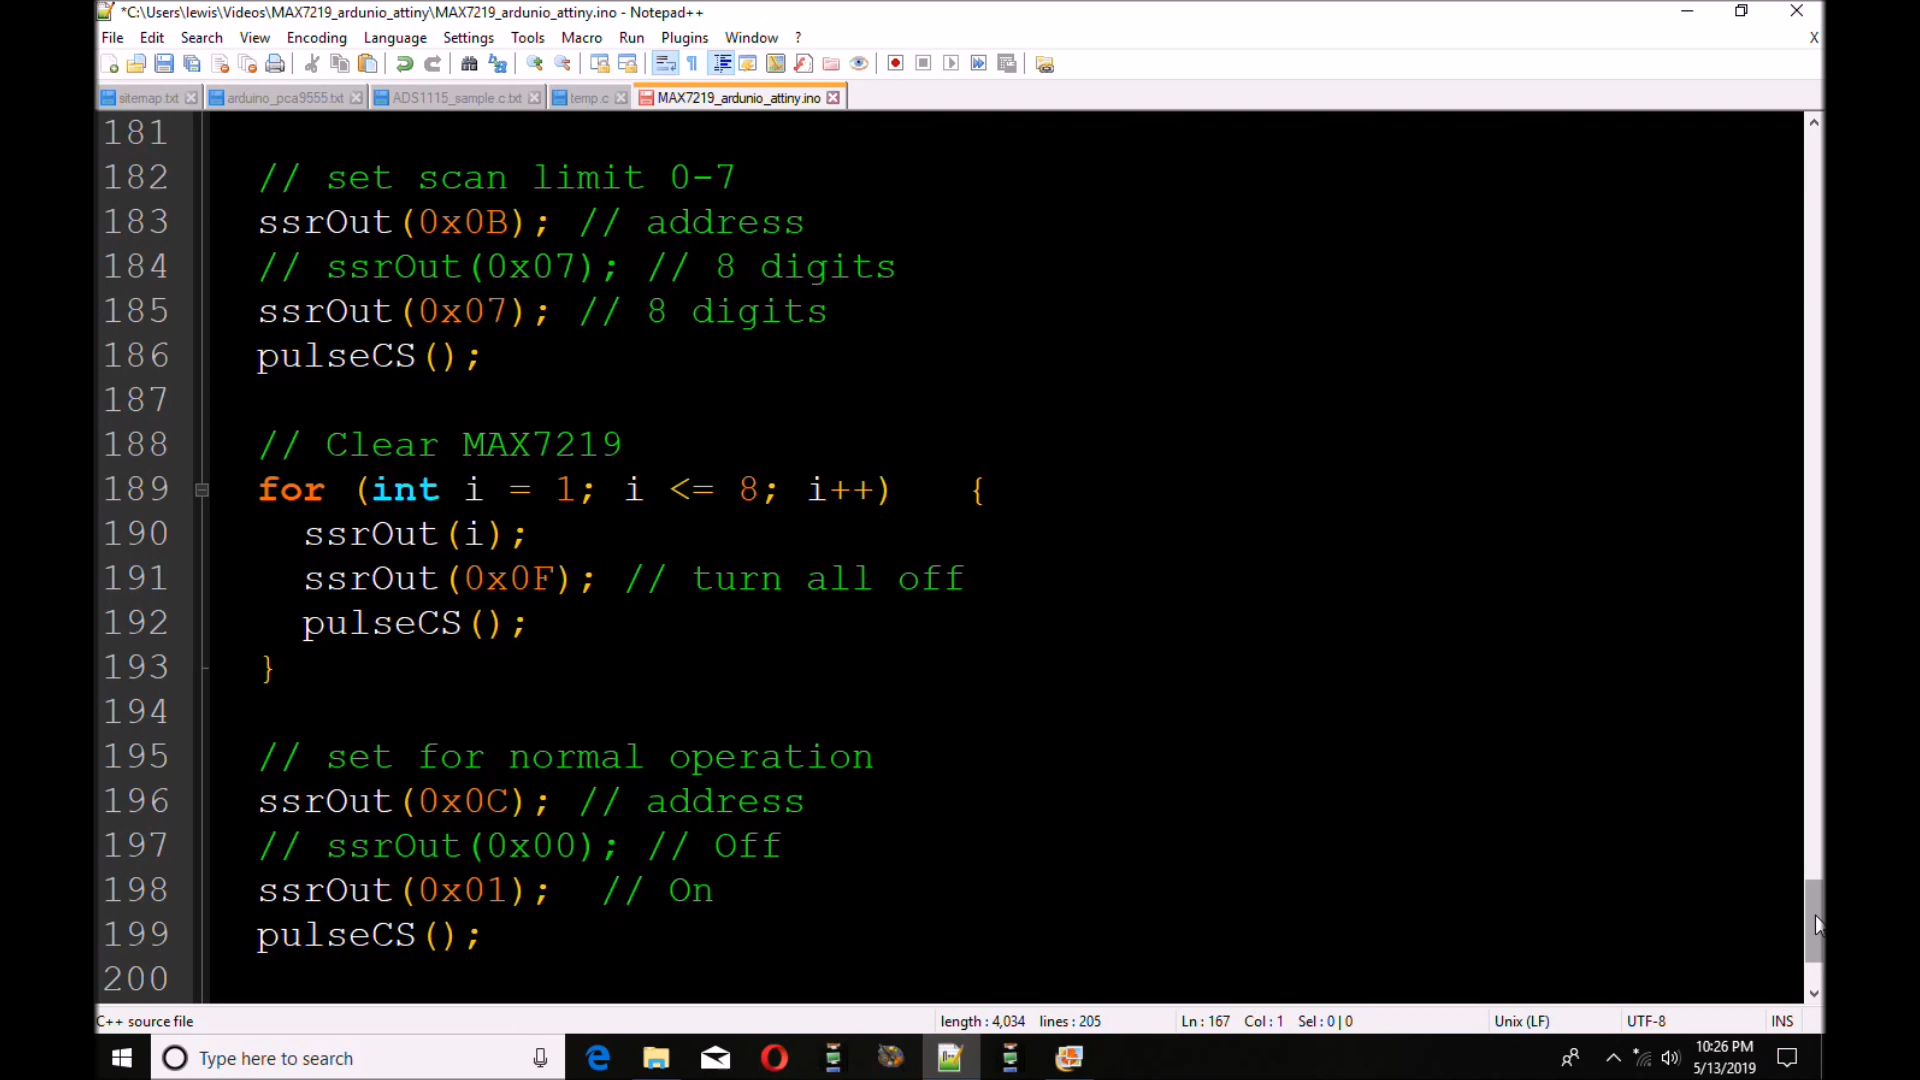 *C:\Users\lewis\Videos\MAX7219_ardunio_attiny\MAX7219_ardunio_attiny.ino - Notepad++
File Edit Search View Encoding Language Settings Tools Macro Run Plugins Window ? X
sitemap.txt arduino_pca9555.txt ADS1115_sample.c.txt temp.c MAX7219_ardunio_attiny.ino
181
182 // set scan limit 0-7
183 ssrOut(0x0B); // address
184 // ssrOut(0x07); // 8 digits
185 ssrOut(0x07); // 8 digits
186 pulseCS();
187
188 // Clear MAX7219
189 for (int i = 1; i <= 8; i++) {
190 ssrOut(i);
191 ssrOut(0x0F); // turn all off
192 pulseCS();
193 }
194
195 // set for normal operation
196 ssrOut(0x0C); // address
197 // ssrOut(0x00); // Off
198 ssrOut(0x01); // On
199 pulseCS();
200
C++ source file length : 4,034 lines : 205 Ln : 167 Col : 1 Sel : 0 | 0 Unix (LF) UTF-8 INS
Type here to search
10:26 PM
5/13/2019